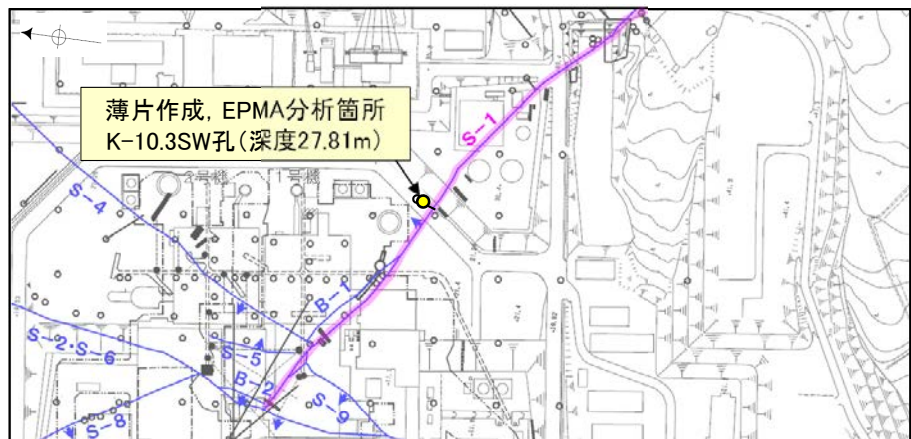 薄片作成, EPMA分析箇所
K-10.3SW孔(深度27.81m)
S-1
S-4
2号機
1号機
B-1
S-2・S-6
S-5
B-2
S-9
S-8